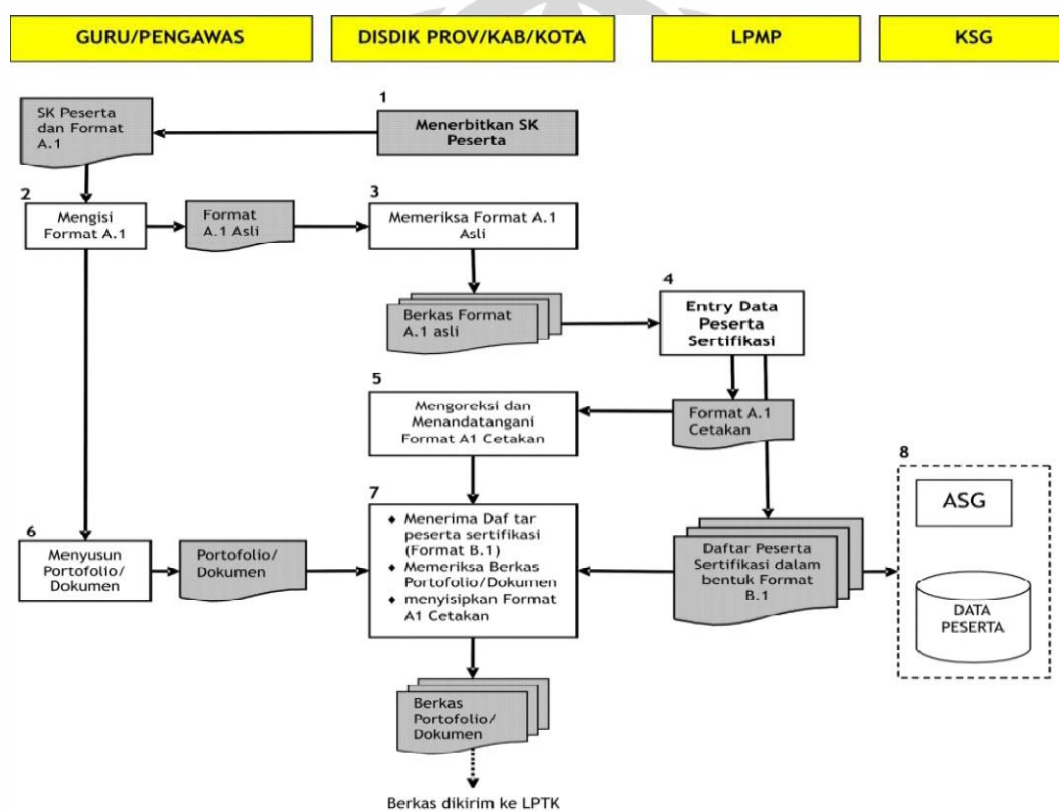 GURU/PENGAWAS
DISDIK PROV/KAB/KOTA
LPMP
KSG
SK Peserta
dan Format
A.1
1
Menerbitkan SK
Peserta
2
Mengisi
Format A.1
Format
A.1 Asli
3
Memeriksa Format A.1
Asli
Berkas Format
A.1 asli
4
Entry Data
Peserta
Sertifikasi
5
Mengoreksi dan
Menandatangani
Format A1 Cetakan
Format A.1
Cetakan
6
Menyusun
Portofolio/
Dokumen
Portofolio/
Dokumen
7
♦ Menerima Daf tar
peserta sertifikasi
(Format B.1)
♦ Memeriksa Berkas
Portofolio/Dokumen
♦ menyisipkan Format
A1 Cetakan
Daftar Peserta
Sertifikasi dalam
bentuk Format
B.1
8
ASG
DATA
PESERTA
Berkas
Portofolio/
Dokumen
Berkas dikirim ke LPTK